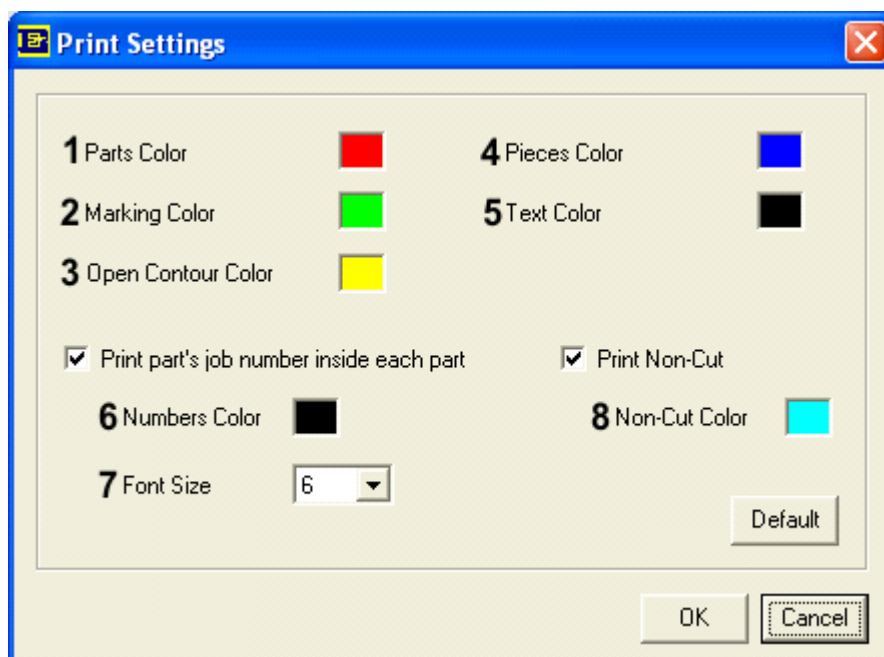 Print Settings
1 Parts Color
4 Pieces Color
2 Marking Color
5 Text Color
3 Open Contour Color
Print part's job number inside each part
Print Non-Cut
6 Numbers Color
8 Non-Cut Color
7 Font Size
6
Default
OK
Cancel